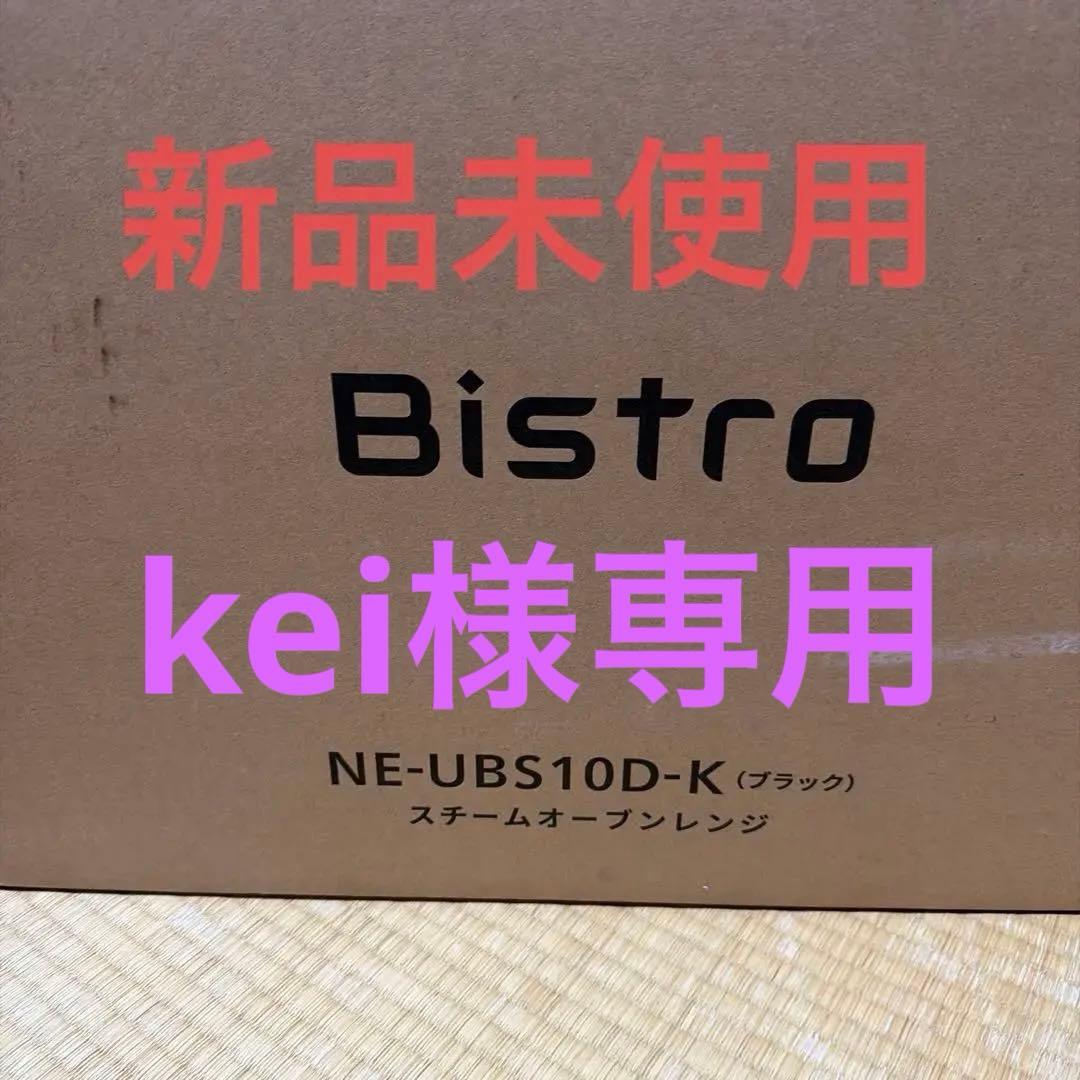 新品未使用
Bistro
kei様専用
NE-UBS10D-K（ブラック）
スチームオーブンレンジ